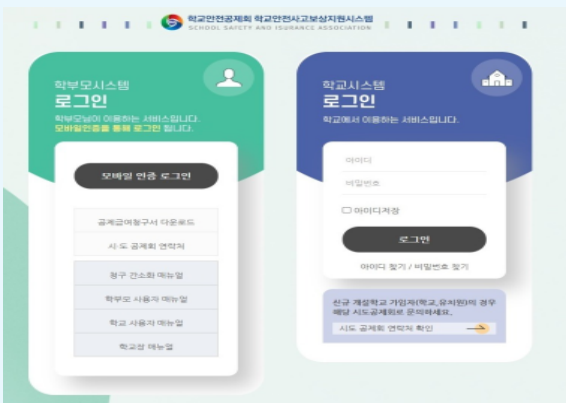 학교안전공제회 학교안전사고보상지원시스템
SCHOOL SAFETY AND ISURANCE ASSOCIATION
학부모시스템
로그인
학부모님이 이용하는 서비스입니다.
모바일인증을 통해 로그인 됩니다.
모바일 인증 로그인
공제급여청구서 다운로드
시·도 공제회 연락처
청구 간소화 매뉴얼
학부모 사용자 매뉴얼
학교 사용자 매뉴얼
학교장 매뉴얼
학교시스템
로그인
학교에서 이용하는 서비스입니다.
아이디
비밀번호
아이디저장
로그인
아이디 찾기 / 비밀번호 찾기
신규 개설학교 가입자(학교,유치원)의 경우
해당 시도공제회로 문의하세요.
시도 공제회 연락처 확인